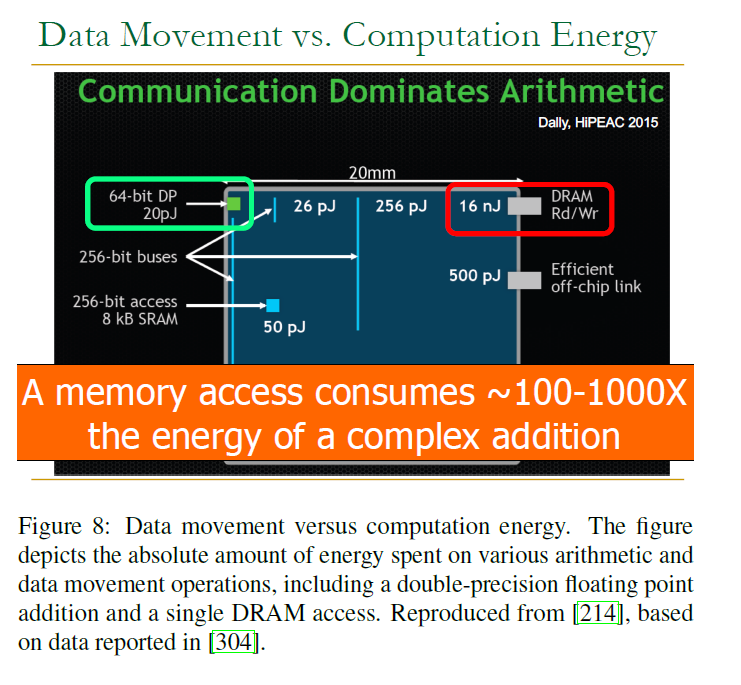 Data Movement vs. Computation Energy
Communication Dominates Arithmetic
Dally, HiPEAC 2015
20mm
64-bit DP
20pJ
26 pJ
256 pJ
16 nJ
DRAM
Rd/Wr
256-bit buses
500 pJ
Efficient
off-chip link
256-bit access
8 kB SRAM
50 pJ
A memory access consumes ~100-1000X
the energy of a complex addition
Figure 8: Data movement versus computation energy. The figure
depicts the absolute amount of energy spent on various arithmetic and
data movement operations, including a double-precision floating point
addition and a single DRAM access. Reproduced from [214], based
on data reported in [304].